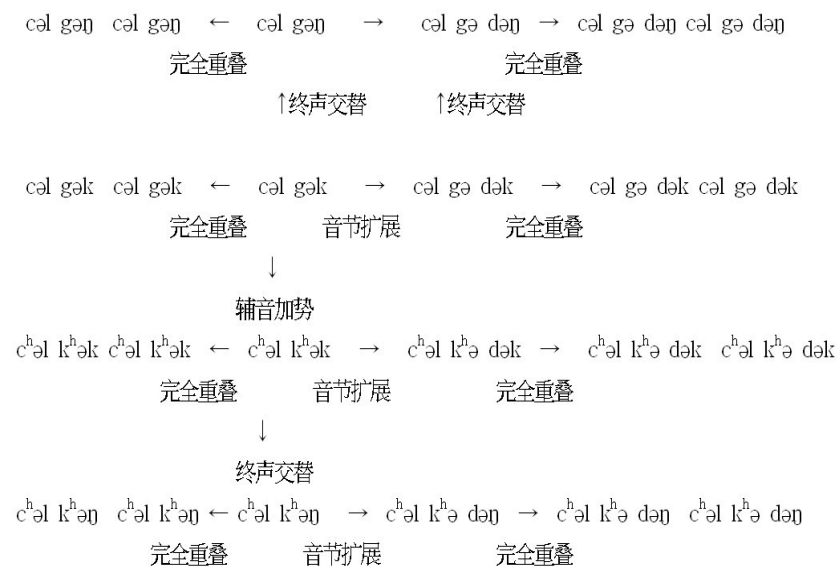 cəl gəŋ cəl gəŋ ← cəl gəŋ → cəl gə dəŋ → cəl gə dəŋ cəl gə dəŋ
完全重叠 完全重叠
↑终声交替 ↑终声交替
cəl gək cəl gək ← cəl gək → cəl gə dək → cəl gə dək cəl gə dək
完全重叠 音节扩展 完全重叠
↓
辅音加势
cʰəl kʰək cʰəl kʰək ← cʰəl kʰək → cʰəl kʰə dək → cʰəl kʰə dək cʰəl kʰə dək
完全重叠 音节扩展 完全重叠
↓
终声交替
cʰəl kʰəŋ cʰəl kʰəŋ ← cʰəl kʰəŋ → cʰəl kʰə dəŋ → cʰəl kʰə dəŋ cʰəl kʰə dəŋ
完全重叠 音节扩展 完全重叠